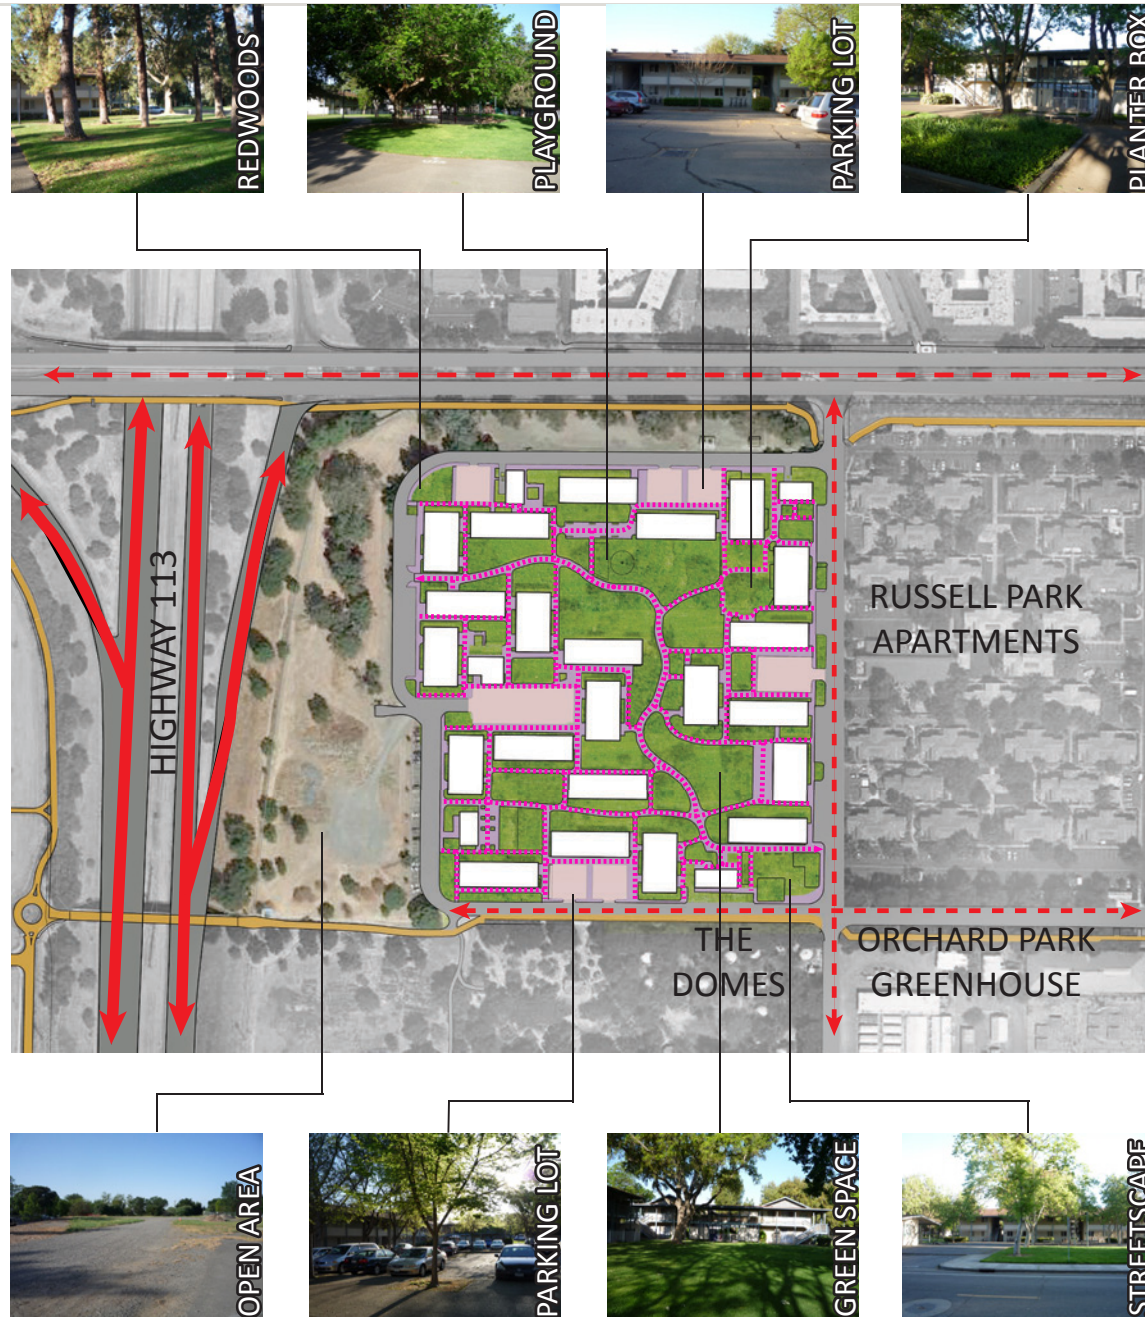 REDWOODS
PLAYGROUND
PARKING LOT
PLANTER BOX
HIGHWAY 113
RUSSELL PARK
APARTMENTS
THE
DOMES
ORCHARD PARK
GREENHOUSE
OPEN AREA
PARKING LOT
GREEN SPACE
STREETSCAPE